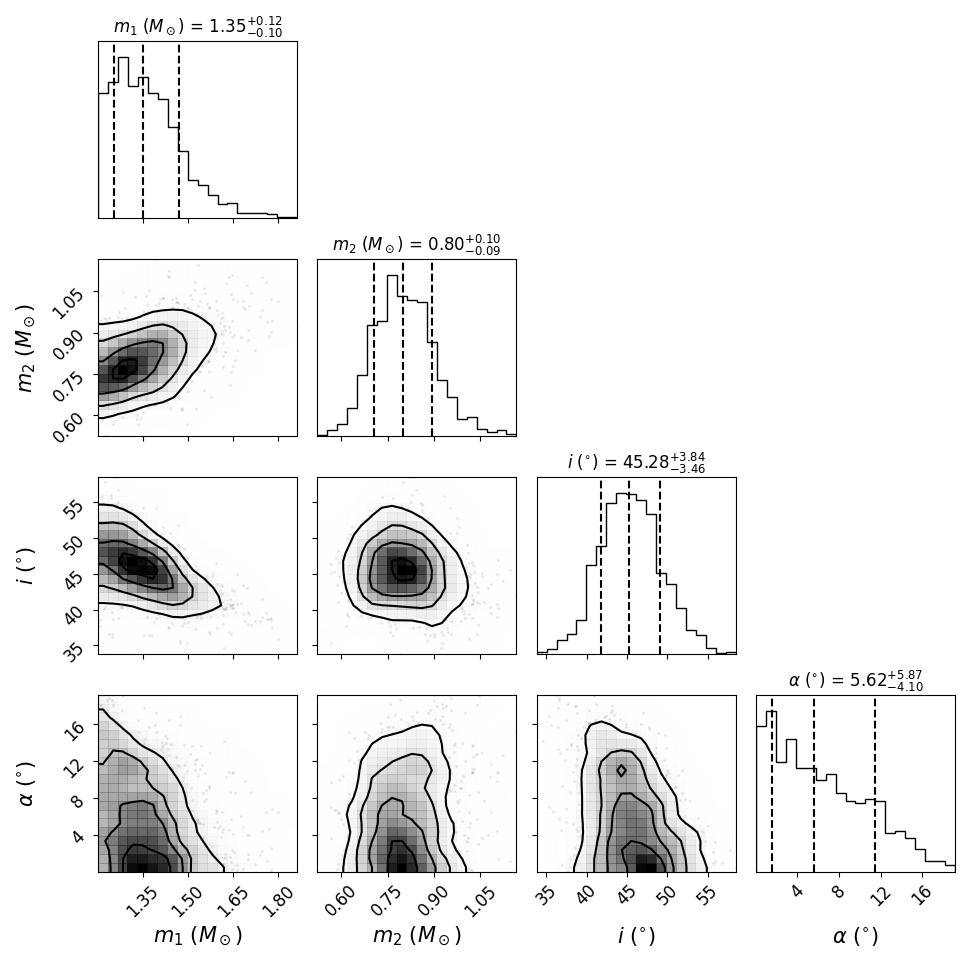 m₁ (M⊙) = 1.35+0.12−0.10
m₂ (M⊙) = 0.80+0.10−0.09
m₂ (M⊙)
1.05
0.90
0.75
0.60
i (°) = 45.28+3.84−3.46
i (°)
55
50
45
40
35
α (°) = 5.62+5.87−4.10
α (°)
16
12
8
4
1.35 1.50 1.65 1.80 0.60 0.75 0.90 1.05 35 40 45 50 55 4 8 12 16
m₁ (M⊙) m₂ (M⊙) i (°) α (°)